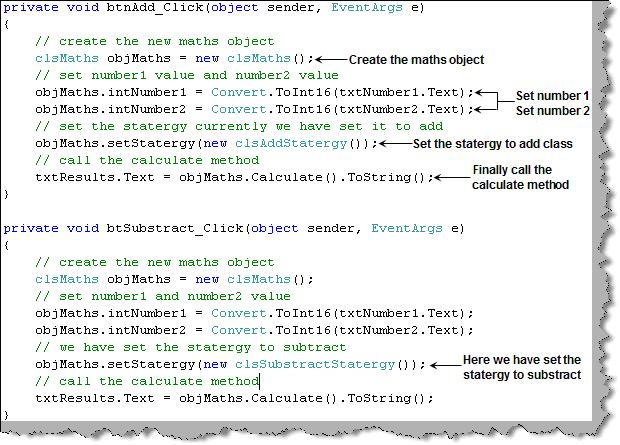 private void btnAdd_Click(object sender, EventArgs e)
{
// create the new maths object
clsMaths objMaths = new clsMaths(); Create the maths object
// set number1 value and number2 value
objMaths.intNumber1 = Convert.ToInt16(txtNumber1.Text); Set number 1
objMaths.intNumber2 = Convert.ToInt16(txtNumber2.Text); Set number 2
// set the statergy currently we have set it to add
objMaths.setStatergy(new clsAddStatergy()); Set the statergy to add class
// call the calculate method
txtResults.Text = objMaths.Calculate().ToString(); Finally call the
calculate method
}
private void btSubstract_Click(object sender, EventArgs e)
{
// create the new maths object
clsMaths objMaths = new clsMaths();
// set number1 and number2 value
objMaths.intNumber1 = Convert.ToInt16(txtNumber1.Text);
objMaths.intNumber2 = Convert.ToInt16(txtNumber2.Text);
// we have set the statergy to subtract
objMaths.setStatergy(new clsSubstractStatergy()); Here we have set the
statergy to substract
// call the calculate method
txtResults.Text = objMaths.Calculate().ToString();
}